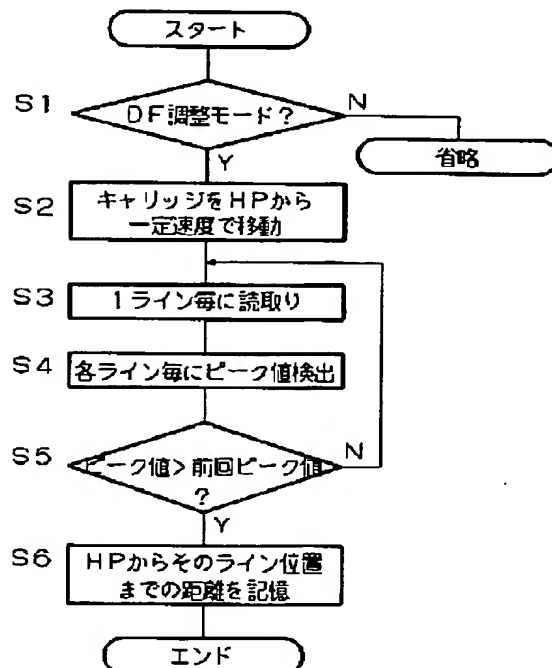 スタート
S1
DF調整モード?
N
Y
省略
S2
キャリッジをHPから
一定速度で移動
S3
1ライン毎に読取り
S4
各ライン毎にピーク値検出
S5
ピーク値>前回ピーク値
?
N
Y
S6
HPからそのライン位置
までの距離を記憶
エンド